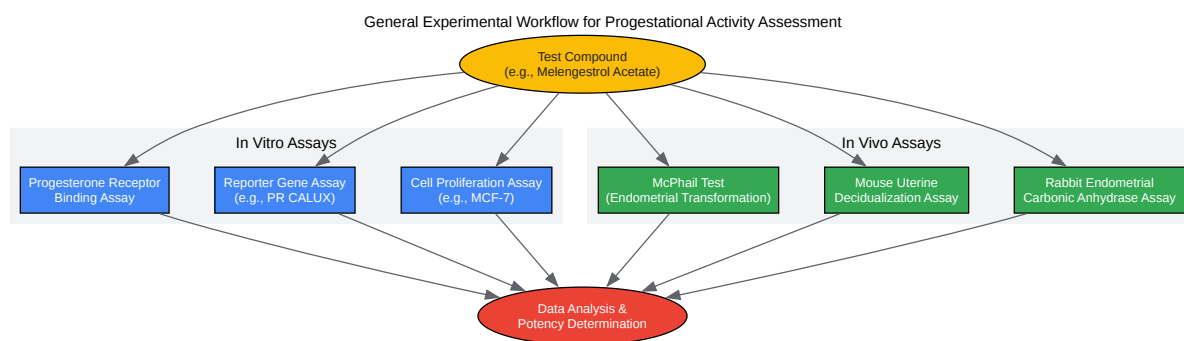 General Experimental Workflow for Progestational Activity Assessment
Test Compound
(e.g., Melengestrol Acetate)
In Vitro Assays
In Vivo Assays
Progesterone Receptor
Binding Assay
Reporter Gene Assay
(e.g., PR CALUX)
Cell Proliferation Assay
(e.g., MCF-7)
McPhail Test
(Endometrial Transformation)
Mouse Uterine
Decidualization Assay
Rabbit Endometrial
Carbonic Anhydrase Assay
Data Analysis &
Potency Determination